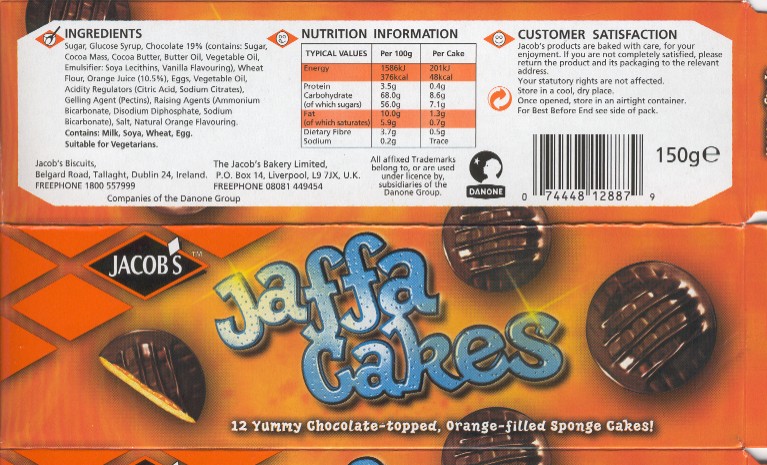 INGREDIENTS
Sugar, Glucose Syrup, Chocolate 19% (contains: Sugar,
Cocoa Mass, Cocoa Butter, Butter Oil, Vegetable Oil,
Emulsifier: Soya Lecithins, Vanilla Flavouring), Wheat
Flour, Orange Juice (10.5%), Eggs, Vegetable Oil,
Acidity Regulators (Citric Acid, Sodium Citrates),
Gelling Agent (Pectins), Raising Agents (Ammonium
Bicarbonate, Disodium Diphosphate, Sodium
Bicarbonate), Salt, Natural Orange Flavouring.
Contains: Milk, Soya, Wheat, Egg.
Suitable for Vegetarians.
Jacob's Biscuits,
Belgard Road, Tallaght, Dublin 24, Ireland.
FREEPHONE 1800 557999
The Jacob's Bakery Limited,
P.O. Box 14, Liverpool, L9 7JX, U.K.
FREEPHONE 08081 449454
Companies of the Danone Group
NUTRITION INFORMATION
TYPICAL VALUES Per 100g Per Cake
Energy 1586kJ 201kJ
376kcal 48kcal
Protein 3.5g 0.4g
Carbohydrate 68.0g 8.6g
(of which sugars) 56.0g 7.1g
Fat 10.0g 1.3g
(of which saturates) 5.9g 0.7g
Dietary Fibre 3.7g 0.5g
Sodium 0.2g Trace
All affixed Trademarks
belong to, or are used
under licence by,
subsidiaries of the
Danone Group.
DANONE
CUSTOMER SATISFACTION
Jacob's products are baked with care, for your
enjoyment. If you are not completely satisfied, please
return the product and its packaging to the relevant
address.
Your statutory rights are not affected.
Store in a cool, dry place.
Once opened, store in an airtight container.
For Best Before End see side of pack.
150g℮
0 74448 12887 9
JACOB'S TM
Jaffa
Cakes
12 Yummy Chocolate-topped, Orange-filled Sponge Cakes!